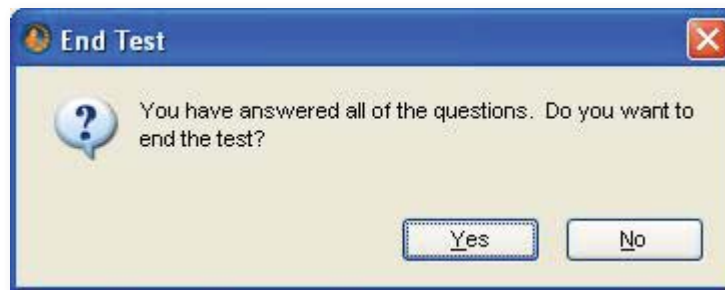 End Test
You have answered all of the questions.  Do you want to
end the test?
Yes
No